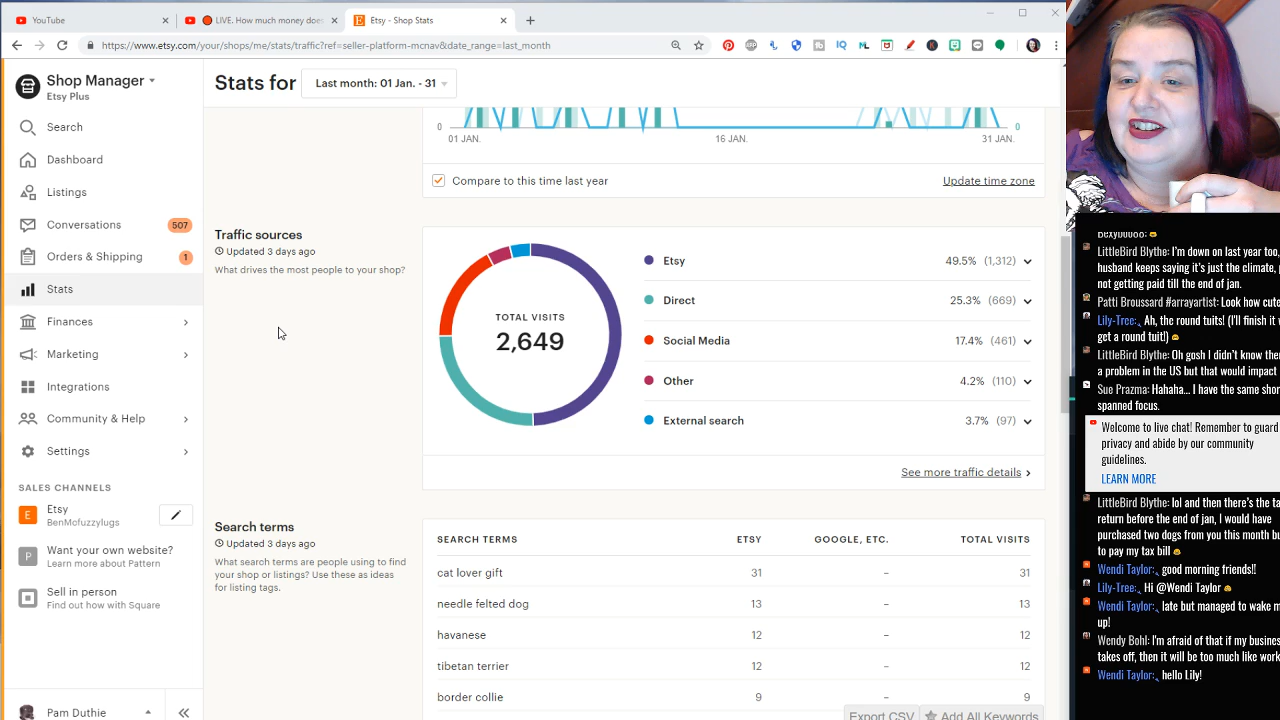 YouTube
LIVE. How much money does
Etsy - Shop Stats
https://www.etsy.com/your/shops/me/stats/traffic?ref=seller-platform-mcnav&date_range=last_month
Shop Manager
Etsy Plus
Search
Dashboard
Listings
Conversations 507
Orders & Shipping 1
Stats
Finances
Marketing
Integrations
Community & Help
Settings
SALES CHANNELS
Etsy
BenMofuzzylugs
P
Want your own website?
Learn more about Pattern
Sell in person
Find out how with Square
Pam Duthie
Stats for
Last month: 01 Jan. - 31
0
0
01 JAN.
16 JAN.
31 JAN.
Compare to this time last year
Update time zone
Traffic sources
Updated 3 days ago
What drives the most people to your shop?
TOTAL VISITS
2,649
Etsy 49.5% (1,312)
Direct 25.3% (669)
Social Media 17.4% (461)
Other 4.2% (110)
External search 3.7% (97)
See more traffic details
Search terms
Updated 3 days ago
What search terms are people using to find
your shop or listings? Use these as ideas
for listing tags.
SEARCH TERMS ETSY GOOGLE, ETC. TOTAL VISITS
cat lover gift 31 – 31
needle felted dog 13 – 13
havanese 12 – 12
tibetan terrier 12 – 12
border collie 9 – 9
Export CSV
Add All Keywords
LittleBird Blythe: I'm down on last year too,
husband keeps saying it's just the climate,
not getting paid till the end of jan.
Patti Broussard #arrayartist: Look how cute
Lily-Tree: Ah, the round tuits! (I'll finish it
get a round tuit!)
LittleBird Blythe: Oh gosh I didn't know
a problem in the US but that would impact
Sue Prazma: Hahaha... I have the same
spanned focus.
Welcome to live chat! Remember to guard
privacy and abide by our community
guidelines.
LEARN MORE
LittleBird Blythe: lol and then there's the
return before the end of jan, I would have
purchased two dogs from you this month
to pay my tax bill
Wendi Taylor: good morning friends!!
Lily-Tree: Hi @Wendi Taylor
Wendi Taylor: late but managed to wake
up!
Wendy Bohl: I'm afraid of that if my
takes off, then it will be too much like
Wendi Taylor: hello Lily!